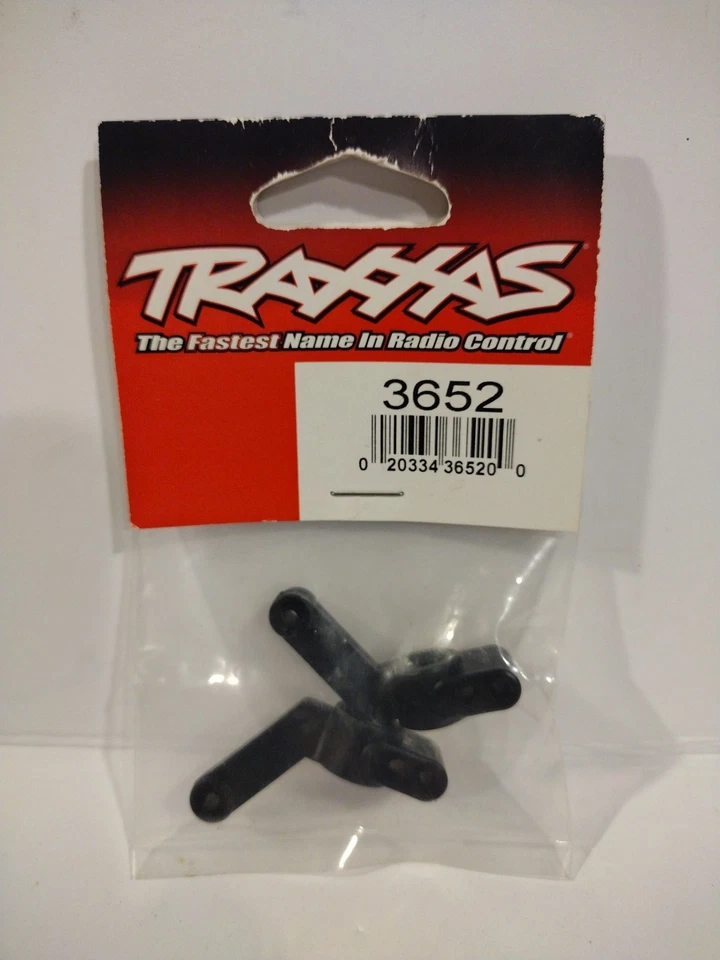 TRAXXAS
The Fastest Name In Radio Control
3652
0 20334 36520 0